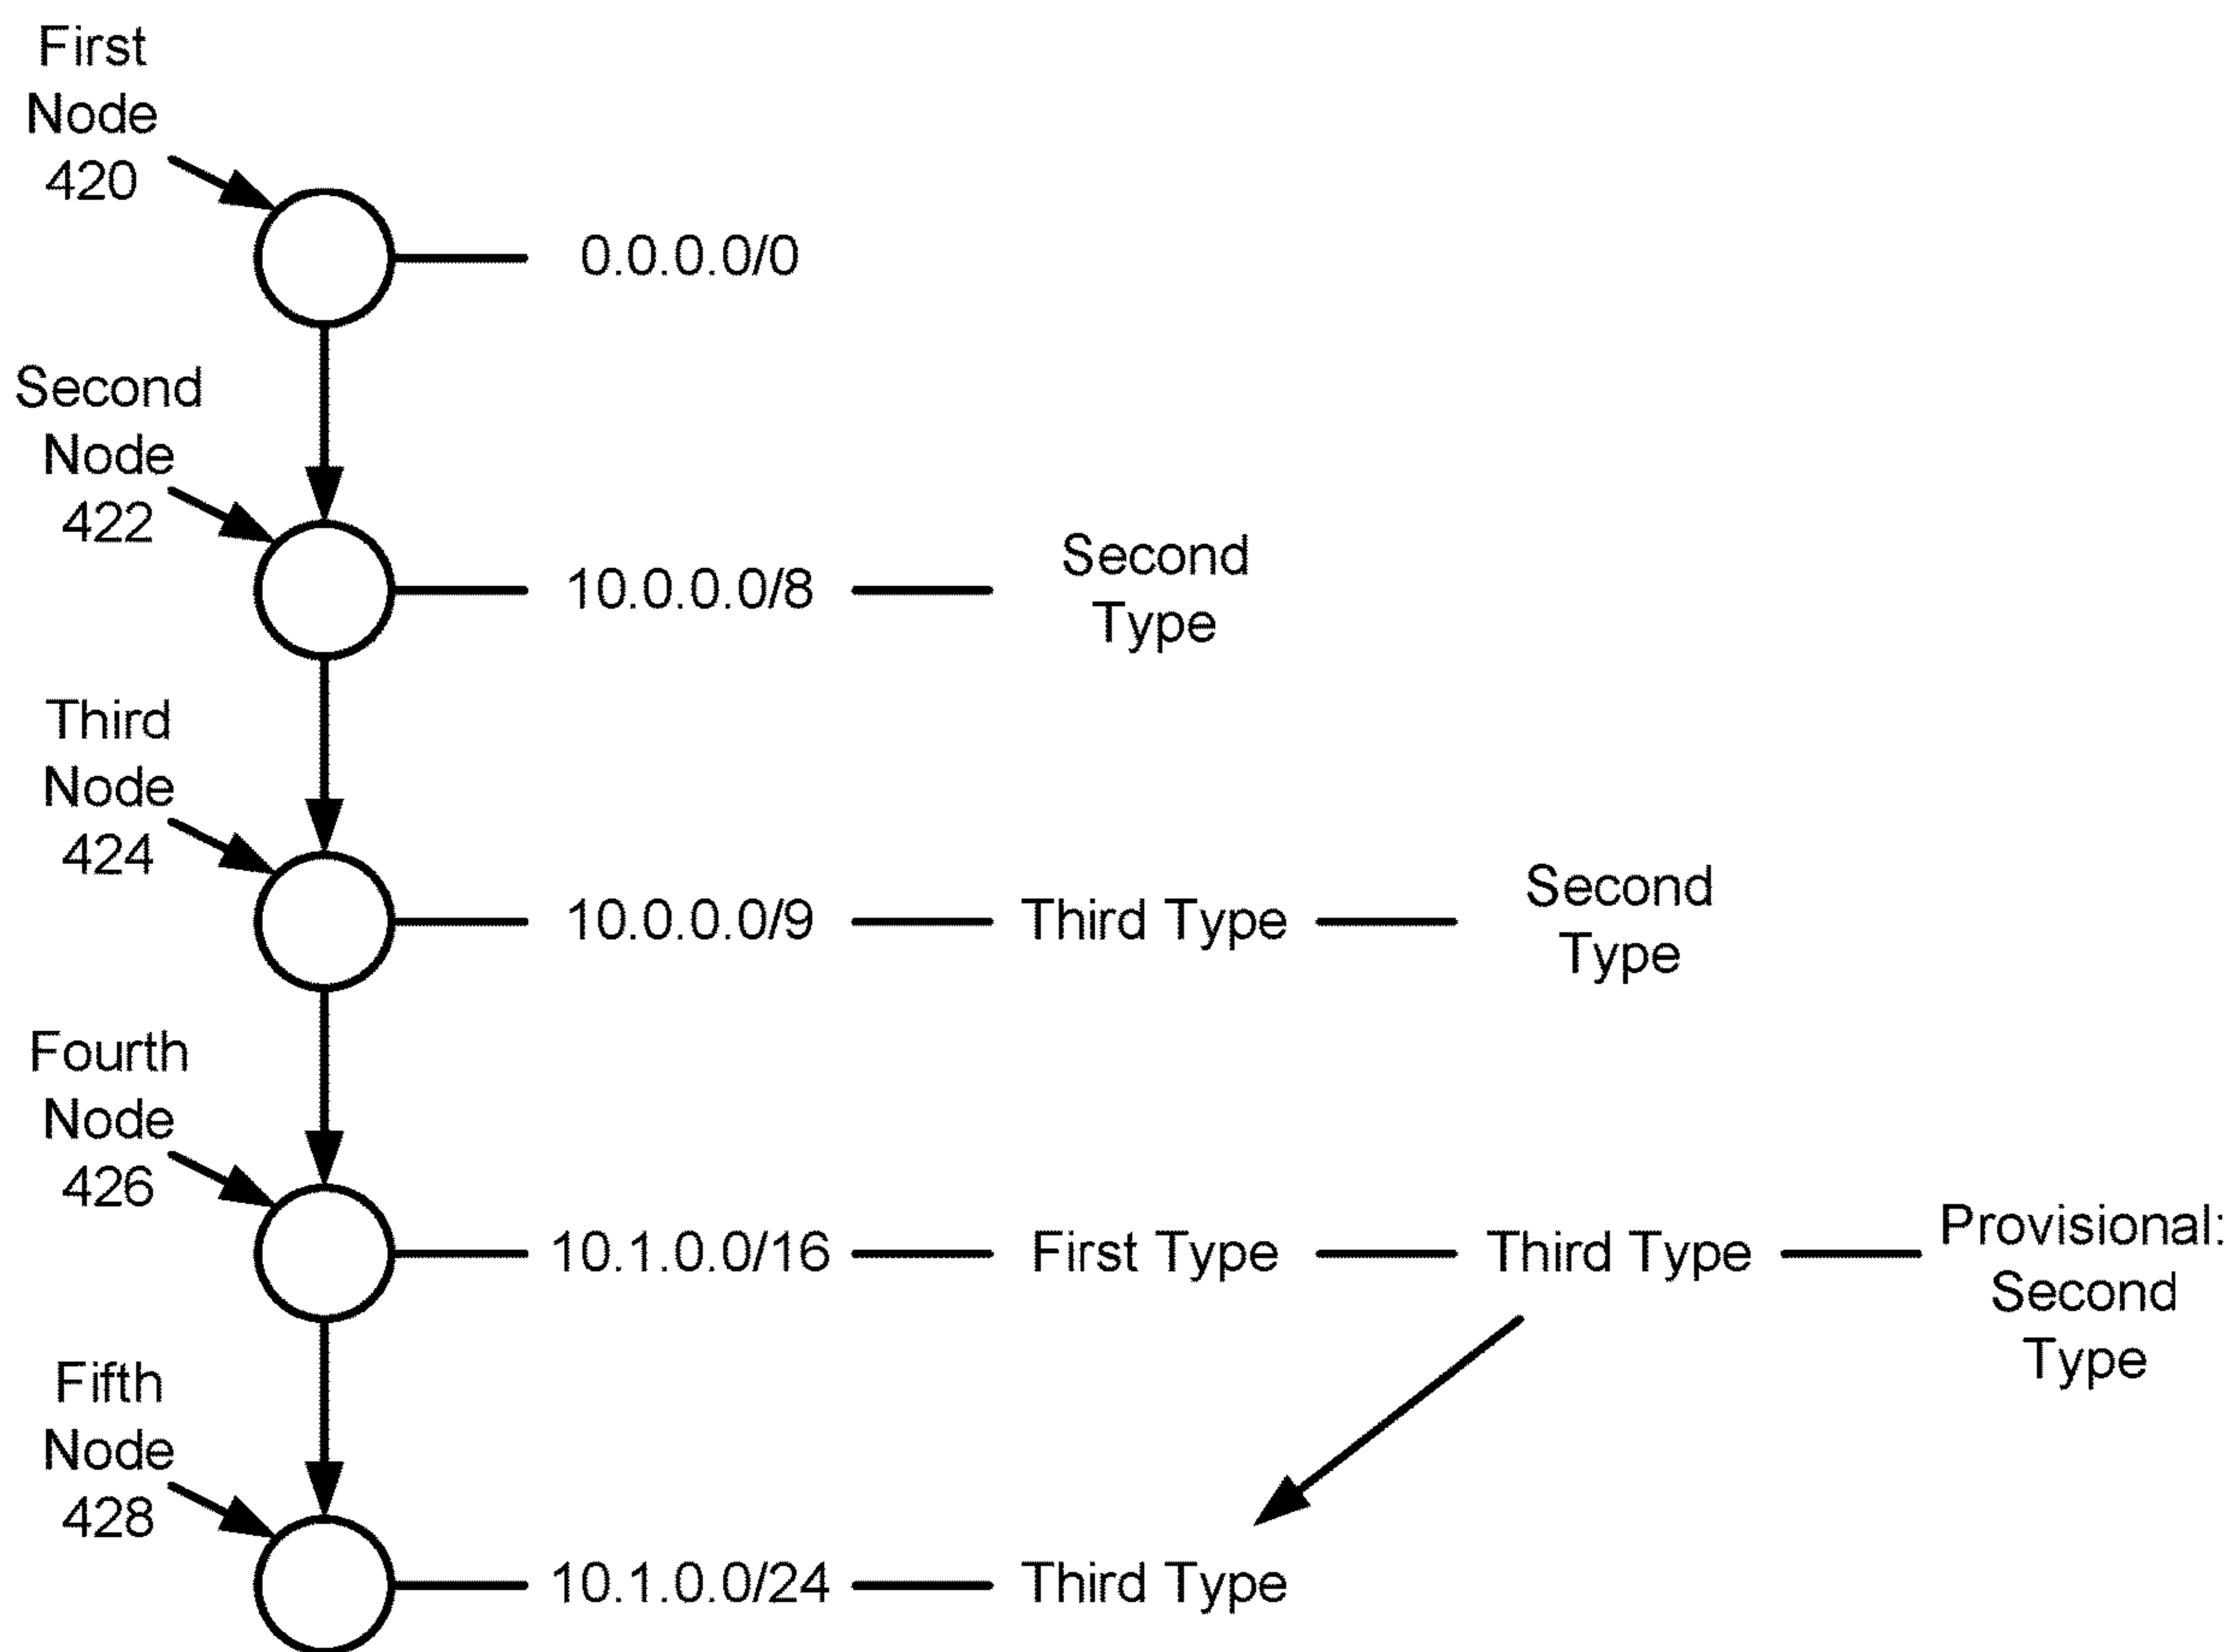 First
Node
420
0.0.0.0/0
Second
Node
422
10.0.0.0/8
Second
Type
Third
Node
424
10.0.0.0/9
Third Type
Second
Type
Fourth
Node
426
10.1.0.0/16
First Type
Third Type
Provisional:
Second
Type
Fifth
Node
428
10.1.0.0/24
Third Type